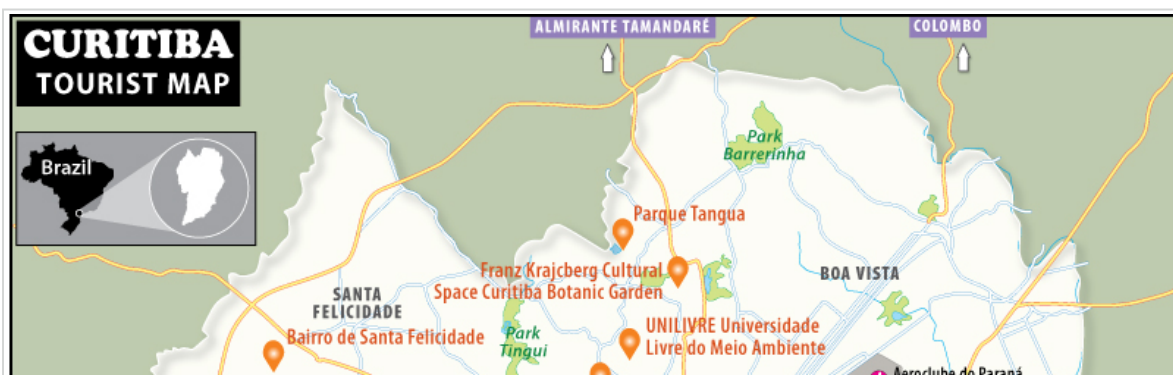 CURITIBA
TOURIST MAP
ALMIRANTE TAMANDARÉ
COLOMBO
Brazil
Park
Barrerinha
Parque Tangua
Franz Krajcberg Cultural
Space Curitiba Botanic Garden
BOA VISTA
SANTA
FELICIDADE
Bairro de Santa Felicidade
Park
Tingui
UNILIVRE Universidade
Livre do Meio Ambiente
Aeroclube do Paraná